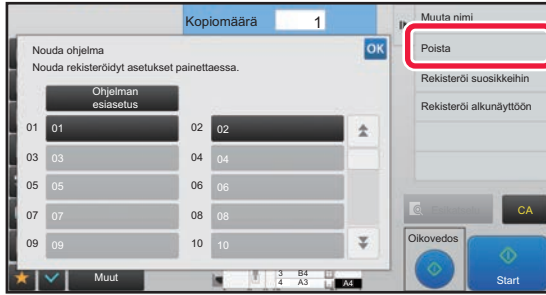 Kopiomäärä 1
Muuta nimi
Nouda ohjelma
OK
Poista
Nouda rekisteröidyt asetukset painettaessa.
Rekisteröi suosikkeihin
Ohjelman
esiasetus
Rekisteröi alkunäyttöön
01 01 02 02
03 03 04 04
05 05 06 06
07 07 08 08
CA
09 09 10 10
Oikovedos
3 B4
4 A3 A4
Muut
Start